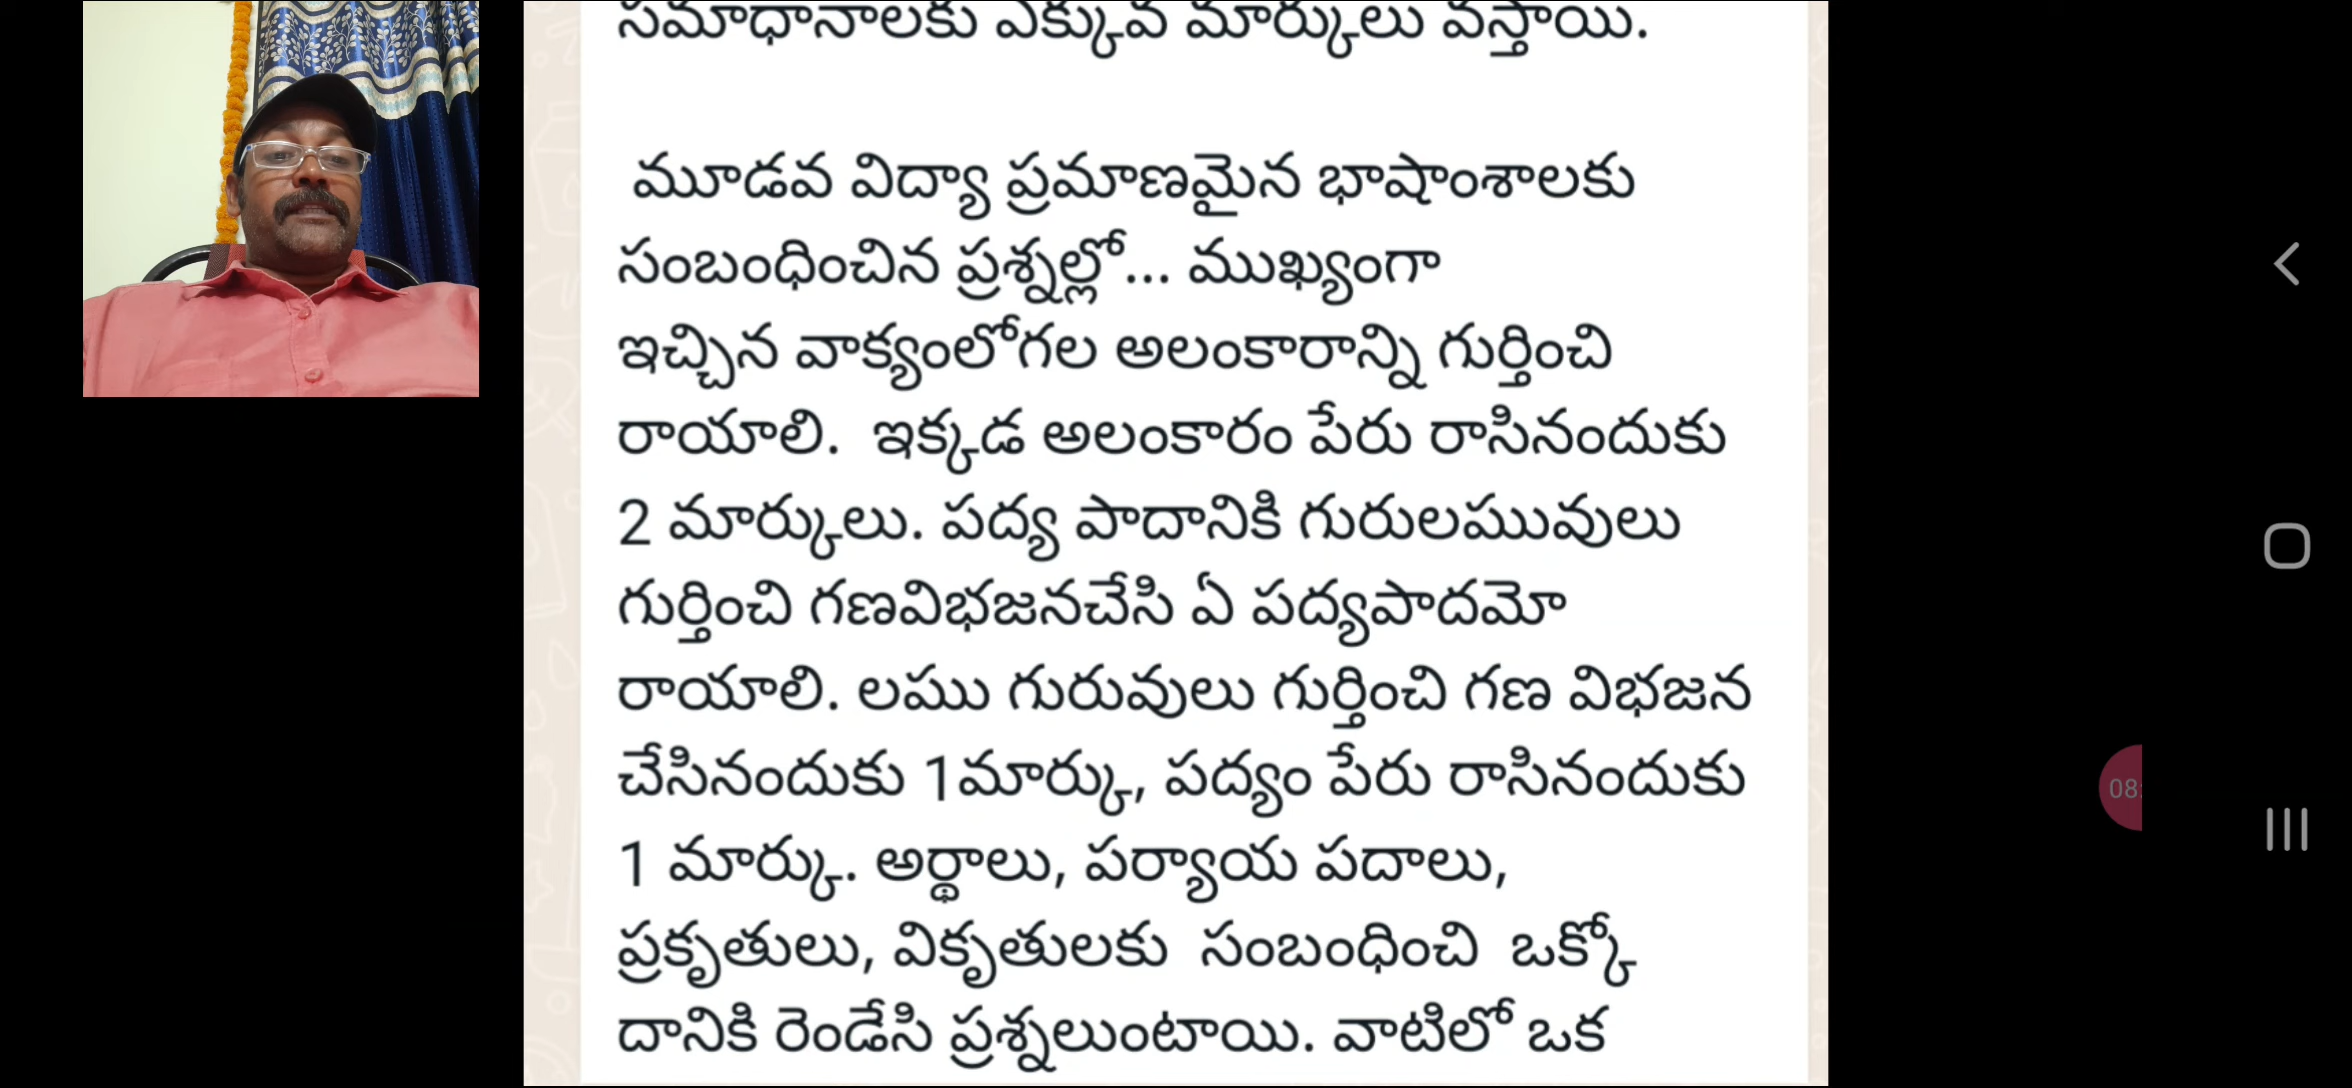 సమాధానాలకు ఎక్కువ మార్కులు వస్తాయి.
మూడవ విద్యా ప్రమాణమైన భాషాంశాలకు
సంబంధించిన ప్రశ్నల్లో... ముఖ్యంగా
ఇచ్చిన వాక్యంలోగల అలంకారాన్ని గుర్తించి
రాయాలి. ఇక్కడ అలంకారం పేరు రాసినందుకు
2 మార్కులు. పద్య పాదానికి గురులఘువులు
గుర్తించి గణవిభజనచేసి ఏ పద్యపాదమో
రాయాలి. లఘు గురువులు గుర్తించి గణ విభజన
చేసినందుకు 1మార్కు, పద్యం పేరు రాసినందుకు
1 మార్కు. అర్థాలు, పర్యాయ పదాలు,
ప్రకృతులు, వికృతులకు సంబంధించి ఒక్కో
దానికి రెండేసి ప్రశ్నలుంటాయి. వాటిలో ఒక